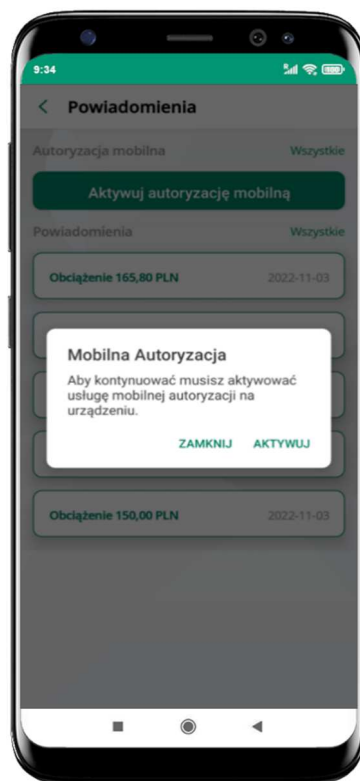 9:34
Powiadomienia
Autoryzacja mobilna Wszystkie
Aktywuj autoryzację mobilną
Powiadomienia Wszystkie
Obciążenie 165,80 PLN 2022-11-03
Mobilna Autoryzacja
Aby kontynuować musisz aktywować
usługę mobilnej autoryzacji na
urządzeniu.
ZAMKNIJ AKTYWUJ
Obciążenie 150,00 PLN 2022-11-03